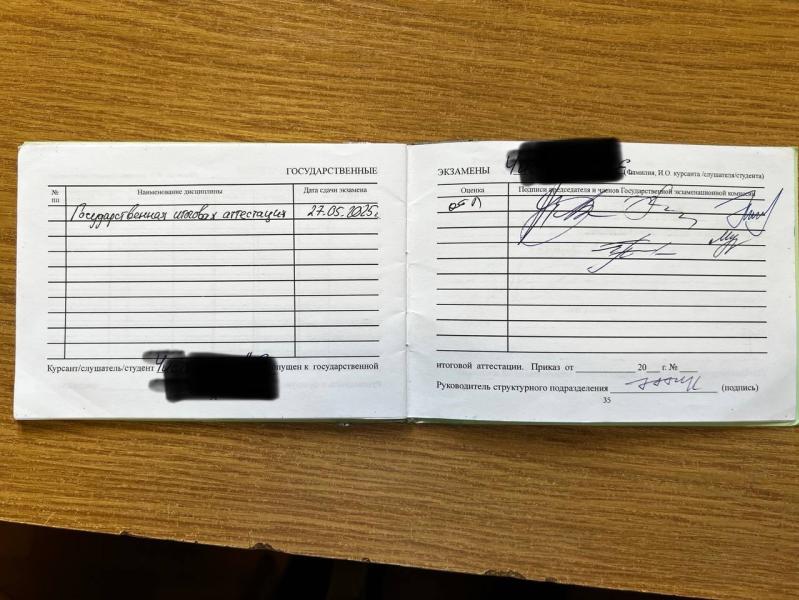 ГОСУДАРСТВЕННЫЕ
№ пп
Наименование дисциплины
Дата сдачи экзамена
Государственная итоговая аттестация 27.05.2025г.
Курсант/слушатель/студент
опущен к государственной
ЭКЗАМЕНЫ
Фамилия, И.О. курсанта /слушателя/студента)
Оценка
Подписи председателя и членов Государственной экзаменационной комиссии
итоговой аттестации. Приказ от 20 г. №
Руководитель структурного подразделения (подпись)
35